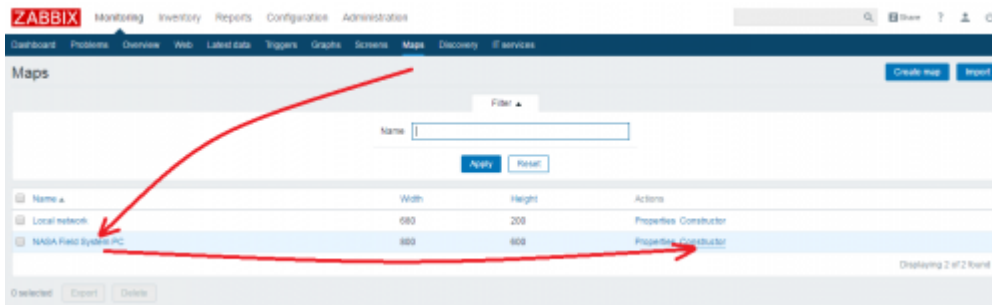 ZABBIX Monitoring Inventory Reports Configuration Administration Share ?
Dashboard Problems Overview Web Latest data Triggers Graphs Screens Maps Discovery IT services
Maps Create map Import
Filter ▲
Name
Apply Reset
Name ▲ Width Height Actions
Local network 680 200 Properties Constructor
NASA Field System PC 800 600 Properties Constructor
Displaying 2 of 2 found
0 selected Export Delete